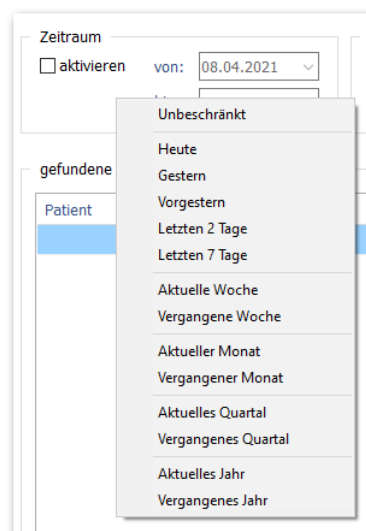 Zeitraum
aktivieren von: 08.04.2021
Unbeschränkt
Heute
Gestern
gefundene
Vorgestern
Patient
Letzten 2 Tage
Letzten 7 Tage
Aktuelle Woche
Vergangene Woche
Aktueller Monat
Vergangener Monat
Aktuelles Quartal
Vergangenes Quartal
Aktuelles Jahr
Vergangenes Jahr